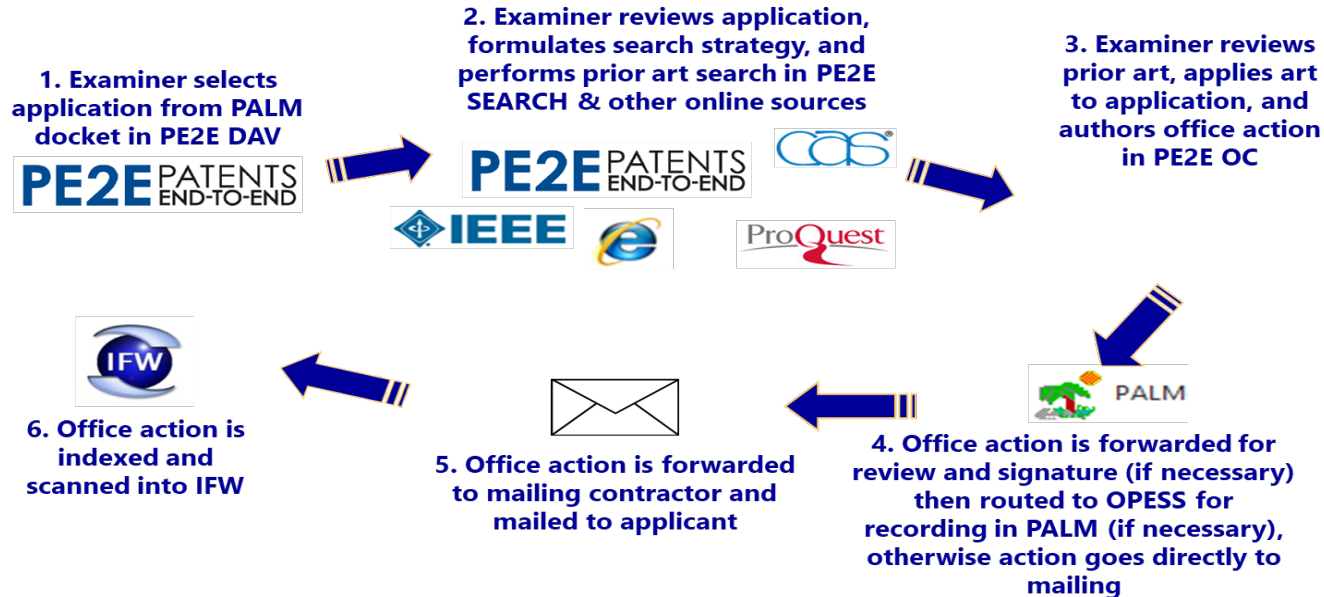 1. Examiner selects
application from PALM
docket in PE2E DAV
PE2E PATENTS
END-TO-END
2. Examiner reviews application,
formulates search strategy, and
performs prior art search in PE2E
SEARCH & other online sources
PE2E PATENTS
END-TO-END
CAS®
IEEE
e
ProQuest
3. Examiner reviews
prior art, applies art
to application, and
authors office action
in PE2E OC
PALM
4. Office action is forwarded for
review and signature (if necessary)
then routed to OPESS for
recording in PALM (if necessary),
otherwise action goes directly to
mailing
5. Office action is forwarded
to mailing contractor and
mailed to applicant
IFW
6. Office action is
indexed and
scanned into IFW